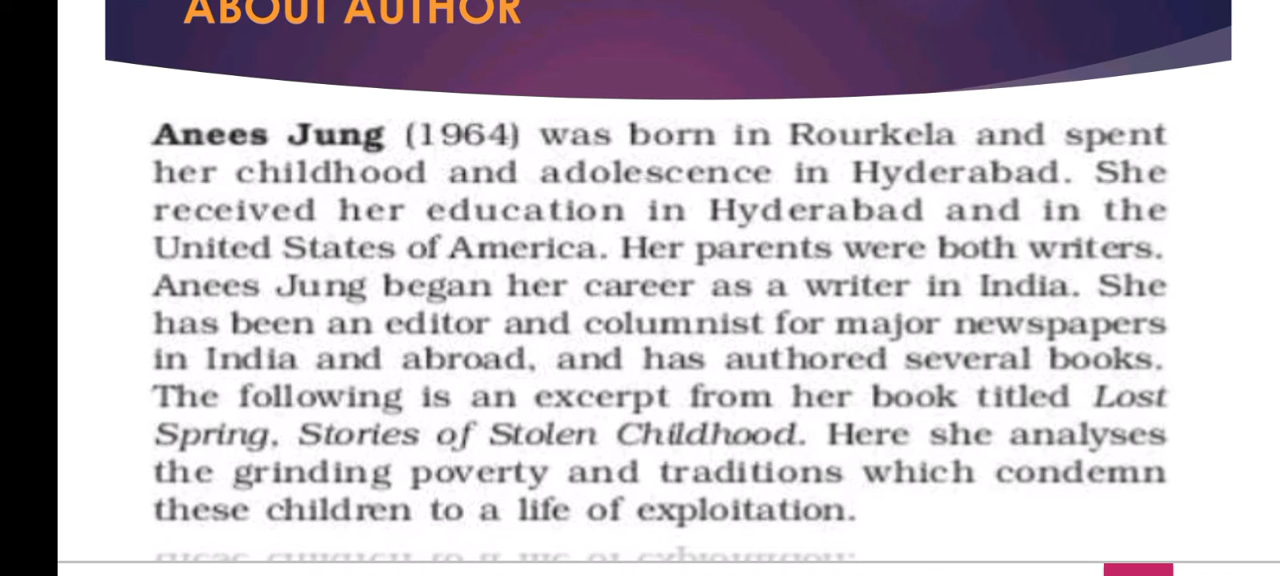 ABOUT AUTHOR
Anees Jung (1964) was born in Rourkela and spent
her childhood and adolescence in Hyderabad. She
received her education in Hyderabad and in the
United States of America. Her parents were both writers.
Anees Jung began her career as a writer in India. She
has been an editor and columnist for major newspapers
in India and abroad, and has authored several books.
The following is an excerpt from her book titled Lost
Spring, Stories of Stolen Childhood. Here she analyses
the grinding poverty and traditions which condemn
these children to a life of exploitation.